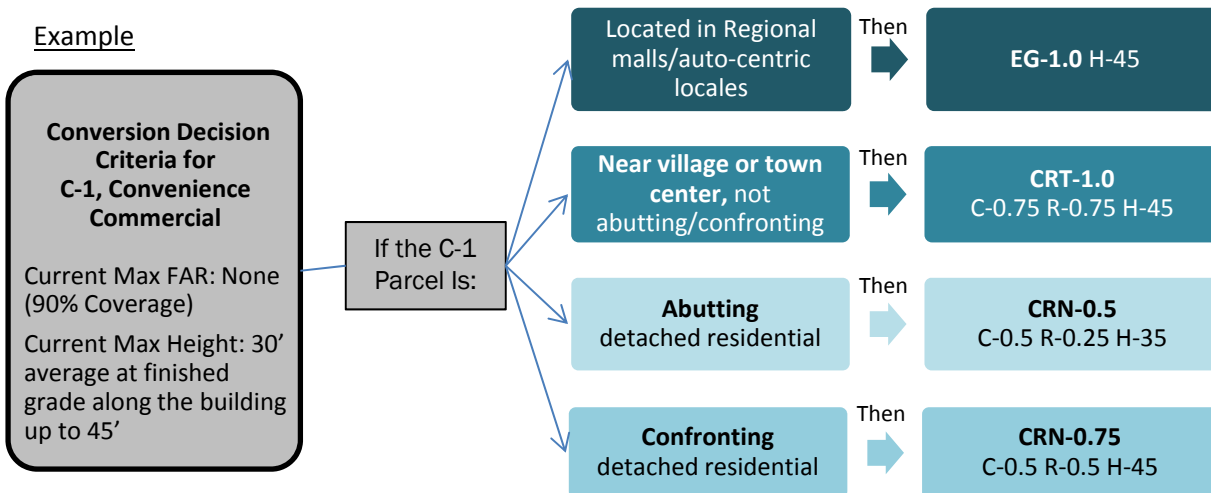 Example
Conversion Decision
Criteria for
C-1, Convenience
Commercial
Current Max FAR: None
(90% Coverage)
Current Max Height: 30’
average at finished
grade along the building
up to 45’
If the C-1
Parcel Is:
Located in Regional
malls/auto-centric
locales
Then
EG-1.0 H-45
Near village or town
center, not
abutting/confronting
Then
CRT-1.0
C-0.75 R-0.75 H-45
Abutting
detached residential
Then
CRN-0.5
C-0.5 R-0.25 H-35
Confronting
detached residential
Then
CRN-0.75
C-0.5 R-0.5 H-45